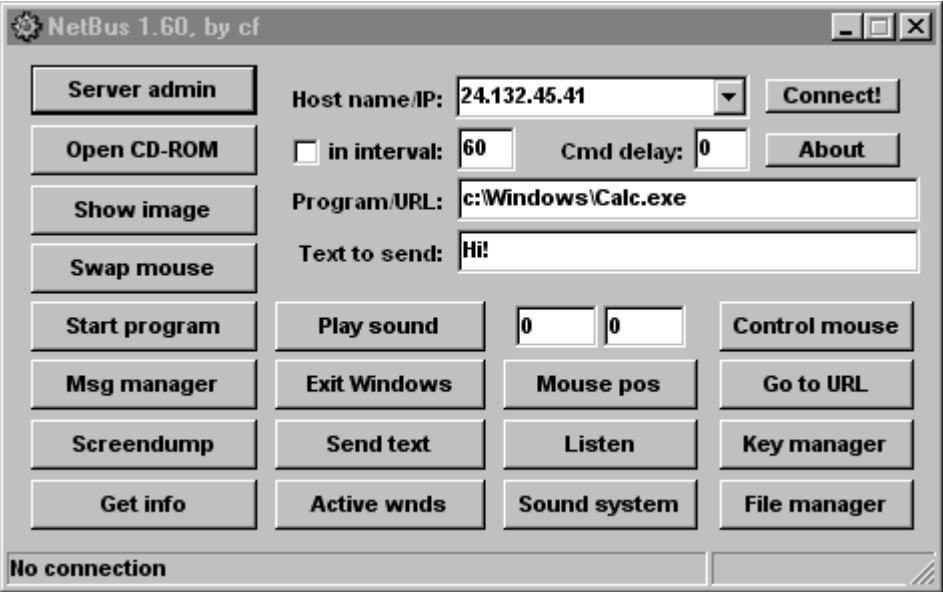 NetBus 1.60, by cf
Server admin
Host name/IP: 24.132.45.41 Connect!
Open CD-ROM
in interval: 60 Cmd delay: 0 About
Show image
Program/URL: c:\Windows\Calc.exe
Swap mouse
Text to send: Hi!
Start program Play sound 0 0 Control mouse
Msg manager Exit Windows Mouse pos Go to URL
Screendump Send text Listen Key manager
Get info Active wnds Sound system File manager
No connection